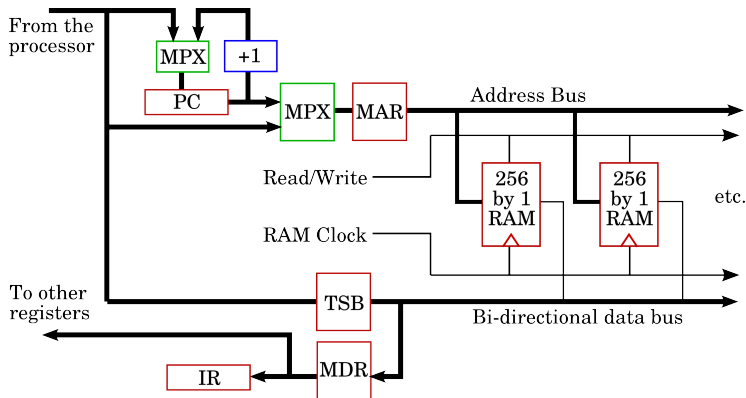 From the
processor
MPX
+1
PC
MPX
MAR
Address Bus
Read/Write
256
by 1
RAM
256
by 1
RAM
etc.
RAM Clock
To other
registers
TSB
Bi-directional data bus
MDR
IR